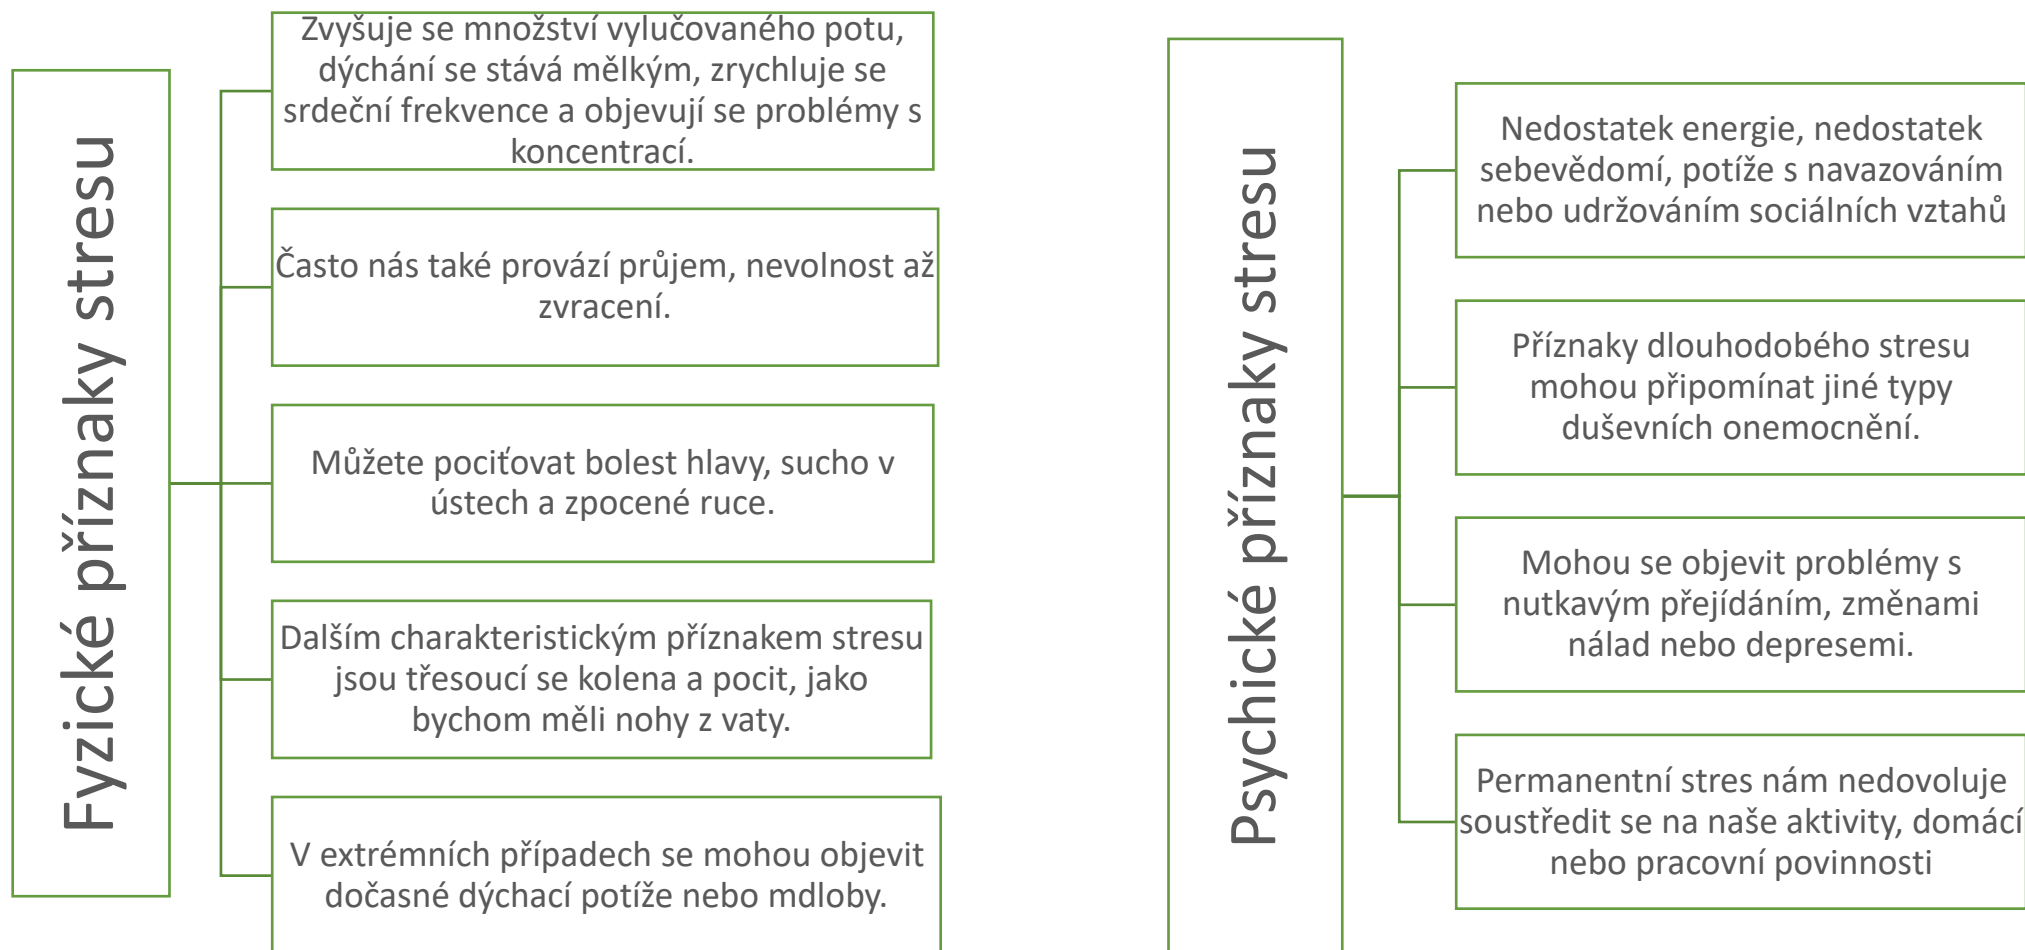 Fyzické příznaky stresu
Zvyšuje se množství vylučovaného potu,
dýchání se stává mělkým, zrychluje se
srdeční frekvence a objevují se problémy s
koncentrací.
Často nás také provází průjem, nevolnost až
zvracení.
Můžete pociťovat bolest hlavy, sucho v
ústech a zpocené ruce.
Dalším charakteristickým příznakem stresu
jsou třesoucí se kolena a pocit, jako
bychom měli nohy z vaty.
V extrémních případech se mohou objevit
dočasné dýchací potíže nebo mdloby.
Psychické příznaky stresu
Nedostatek energie, nedostatek
sebevědomí, potíže s navazováním
nebo udržováním sociálních vztahů
Příznaky dlouhodobého stresu
mohou připomínat jiné typy
duševních onemocnění.
Mohou se objevit problémy s
nutkavým přejídáním, změnami
nálad nebo depresemi.
Permanentní stres nám nedovoluje
soustředit se na naše aktivity, domácí
nebo pracovní povinnosti